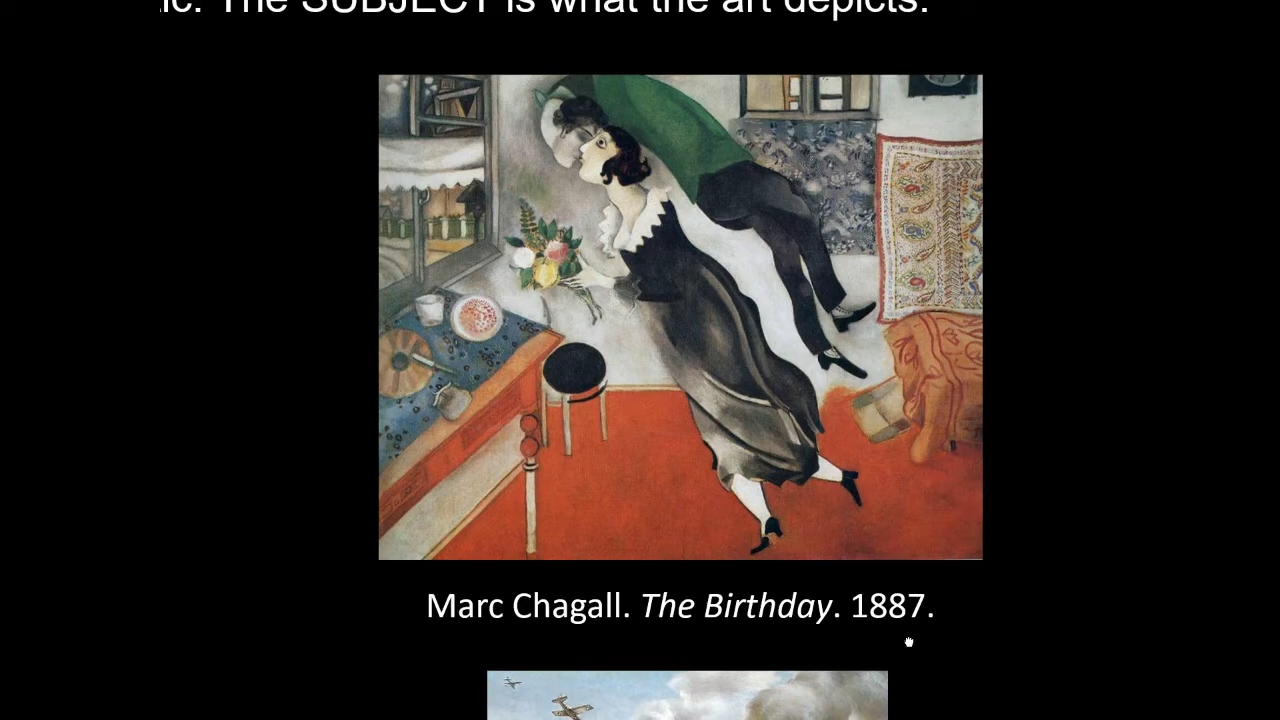 The SUBJECT is what the art depicts.
Marc Chagall. The Birthday. 1887.